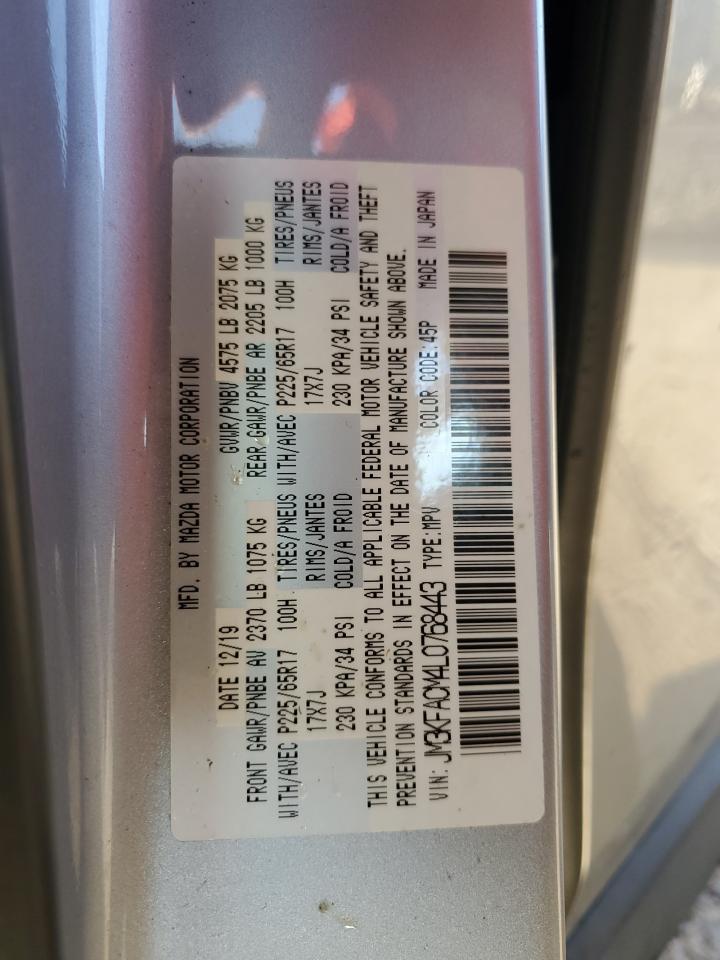 MFD. BY MAZDA MOTOR CORPORATION
DATE 12/19 GVWR/PNBV 4575 LB 2075 KG
FRONT GAWR/PNBE AV 2370 LB 1075 KG REAR GAWR/PNBE AR 2205 LB 1000 KG
WITH/AVEC P225/65R17 100H TIRES/PNEUS WITH/AVEC P225/65R17 100H TIRES/PNEUS
17X7J RIMS/JANTES 17X7J RIMS/JANTES
230 KPA/34 PSI COLD/A FROID 230 KPA/34 PSI COLD/A FROID
THIS VEHICLE CONFORMS TO ALL APPLICABLE FEDERAL MOTOR VEHICLE SAFETY AND THEFT
PREVENTION STANDARDS IN EFFECT ON THE DATE OF MANUFACTURE SHOWN ABOVE.
VIN: JM3KFACM4L0768443 TYPE:MPV COLOR CODE:45P MADE IN JAPAN